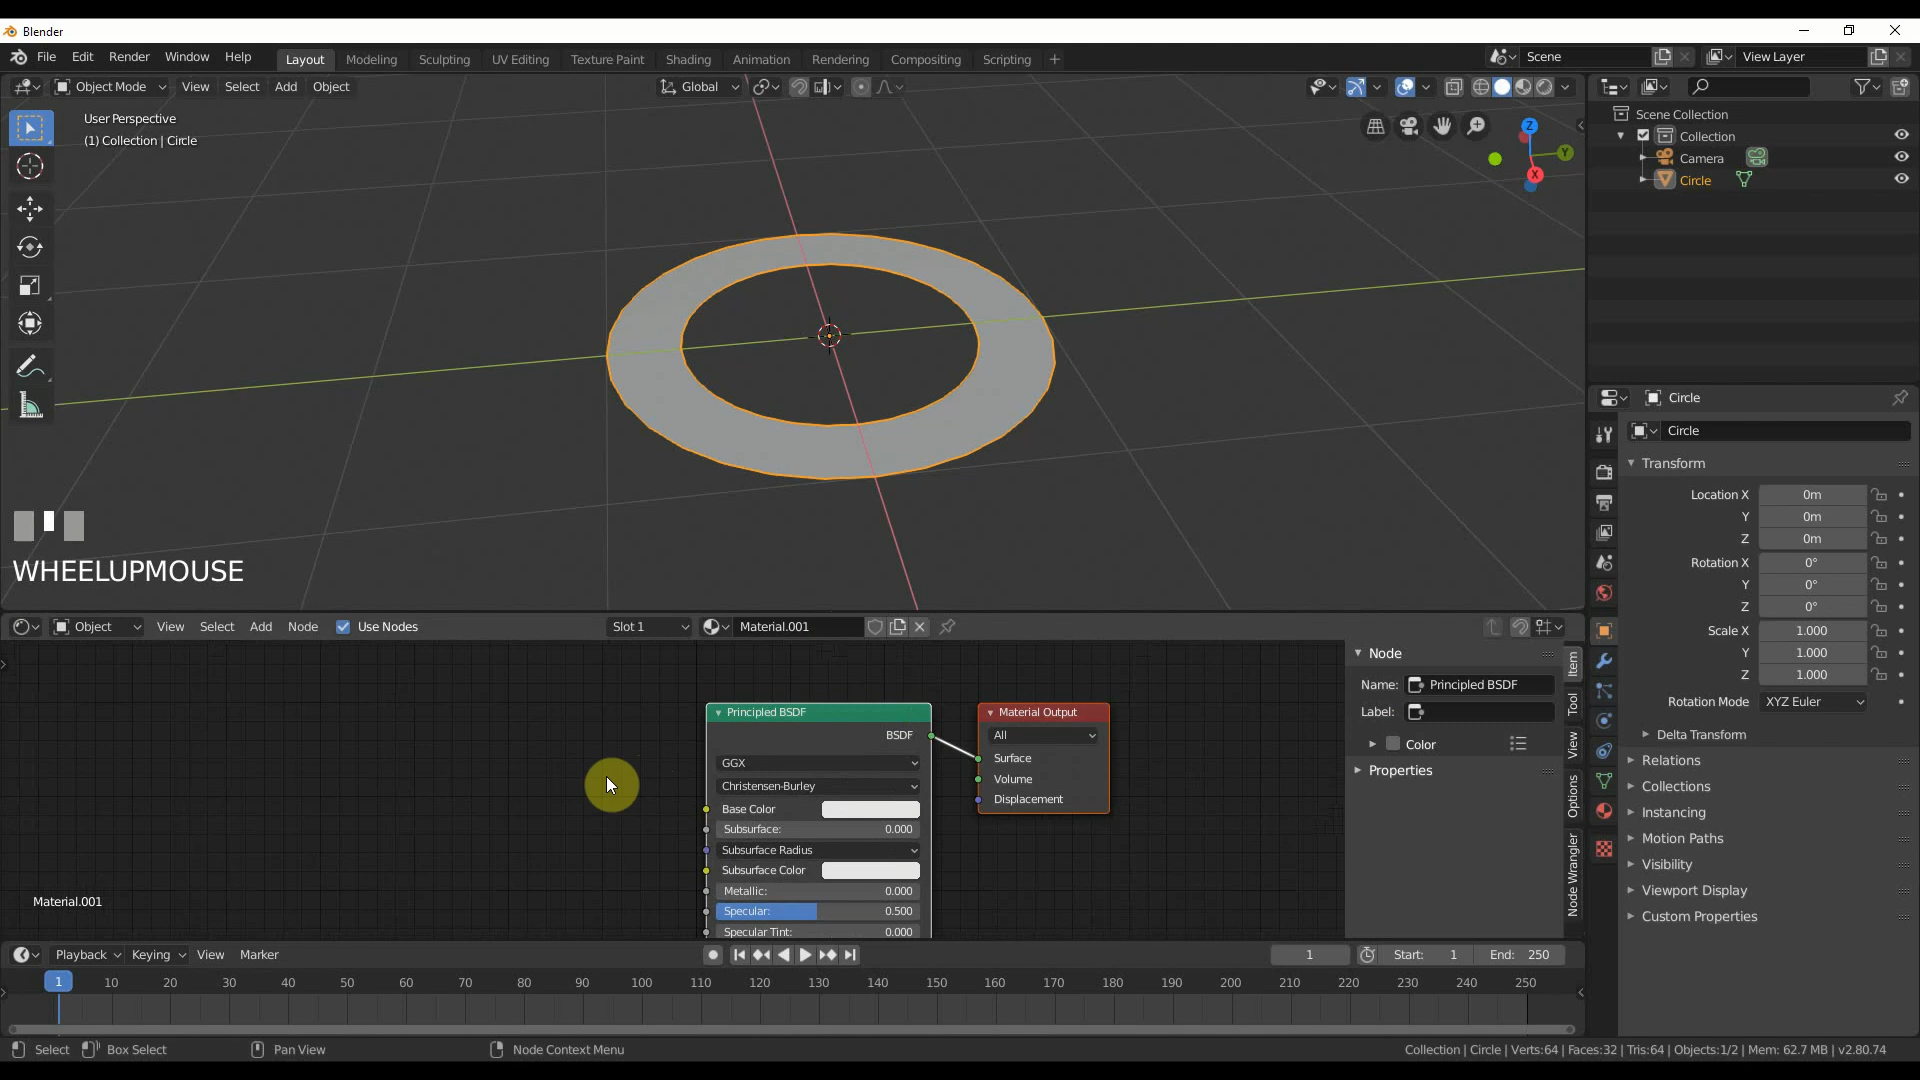 Blender
File Edit Render Window Help Layout Modeling Sculpting UV Editing Texture Paint Shading Animation Rendering Compositing Scripting + Scene View Layer
Object Mode View Select Add Object Global
User Perspective
(1) Collection | Circle
Z
Y
X
WHEELUPMOUSE
Scene Collection
Collection
Camera
Circle
Circle
Circle
Transform
Location X 0m
Y 0m
Z 0m
Rotation X 0°
Y 0°
Z 0°
Scale X 1.000
Y 1.000
Z 1.000
Rotation Mode XYZ Euler
Delta Transform
Relations
Collections
Instancing
Motion Paths
Visibility
Viewport Display
Custom Properties
Object View Select Add Node Use Nodes Slot 1 Material.001
Principled BSDF
BSDF
GGX
Christensen-Burley
Base Color
Subsurface: 0.000
Subsurface Radius
Subsurface Color
Metallic: 0.000
Specular: 0.500
Specular Tint: 0.000
Material Output
All
Surface
Volume
Displacement
Node
Name: Principled BSDF
Label:
Color
Properties
Item
Tool
View
Options
Node Wrangler
Material.001
Playback Keying View Marker 1 Start: 1 End: 250
1 10 20 30 40 50 60 70 80 90 100 110 120 130 140 150 160 170 180 190 200 210 220 230 240 250
Select Box Select Pan View Node Context Menu Collection | Circle | Verts:64 | Faces:32 | Tris:64 | Objects:1/2 | Mem: 62.7 MB | v2.80.74